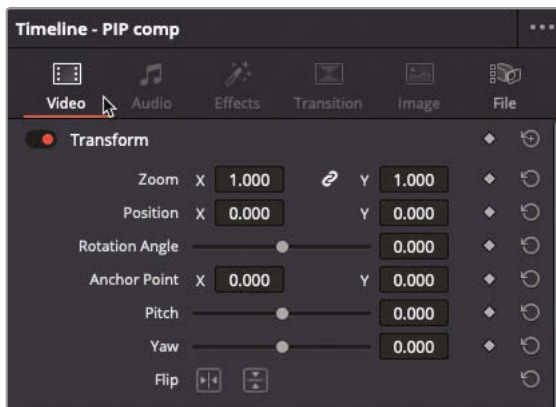 Timeline - PIP comp
Video Audio Effects Transition Image File
Transform
Zoom X 1.000 Y 1.000
Position X 0.000 Y 0.000
Rotation Angle 0.000
Anchor Point X 0.000 Y 0.000
Pitch 0.000
Yaw 0.000
Flip